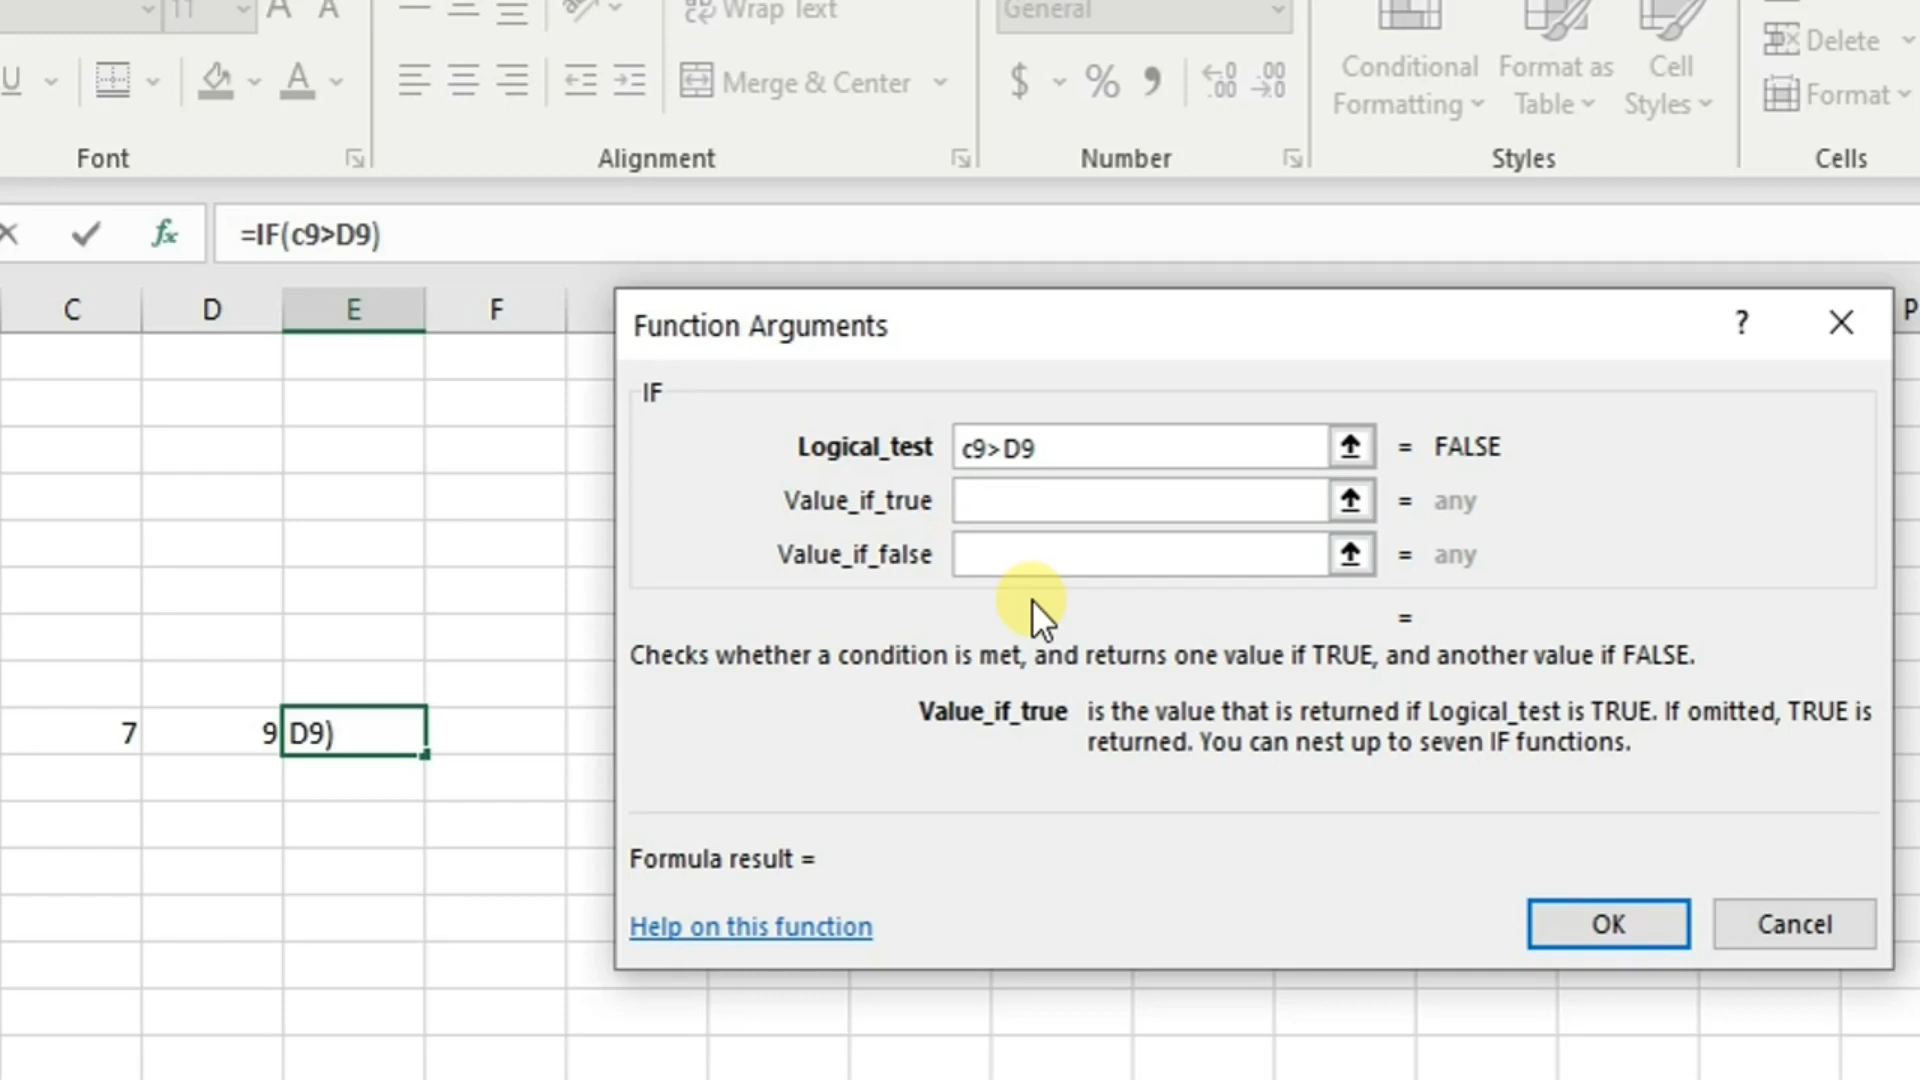 11 A A Wrap Text General
U A Merge & Center $ % , .00 .00 Conditional Formatting Format as Table Cell Styles Delete Format
Font Alignment Number Styles Cells
fx =IF(c9>D9)
C D E F P
Function Arguments ?
IF
Logical_test c9>D9 = FALSE
Value_if_true = any
Value_if_false = any
=
Checks whether a condition is met, and returns one value if TRUE, and another value if FALSE.
Value_if_true is the value that is returned if Logical_test is TRUE. If omitted, TRUE is
returned. You can nest up to seven IF functions.
7 9 D9)
Formula result =
Help on this function OK Cancel